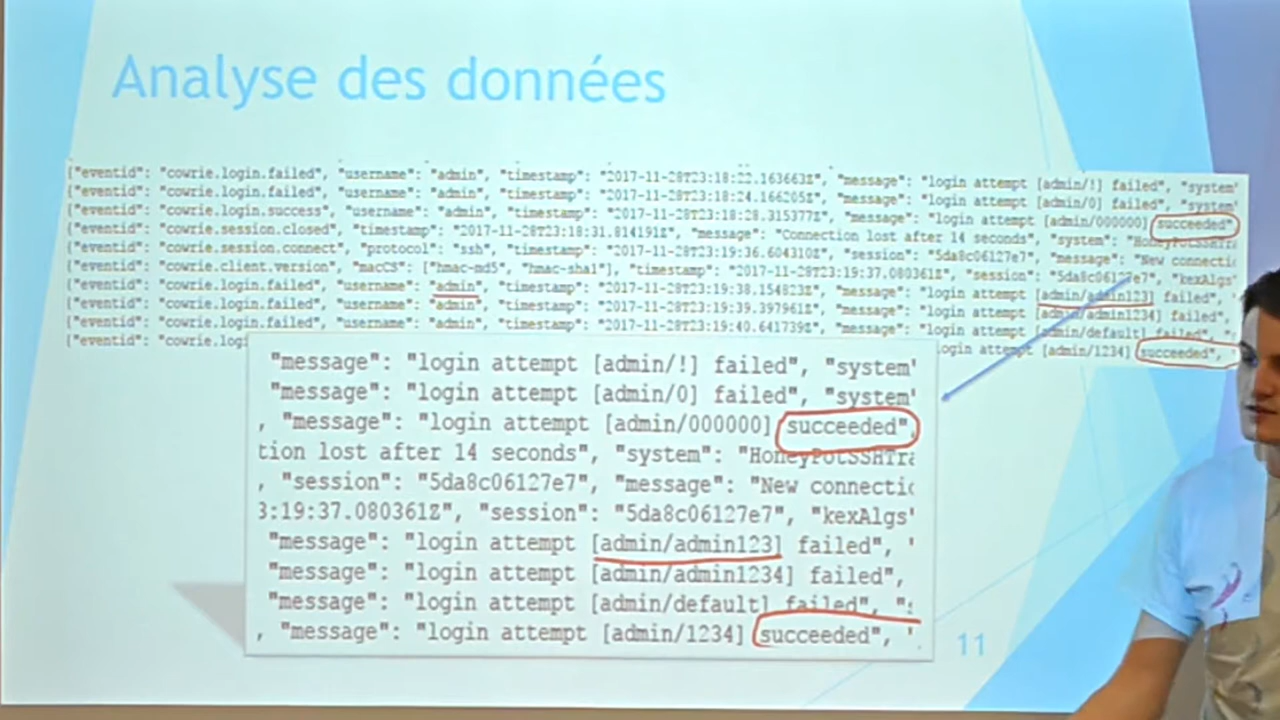 Analyse des données
{"eventid": "cowrie.login.failed", "username": "admin", "timestamp": "2017-11-28T23:18:22.163663Z", "message": "login attempt [admin/!] failed", "system"
{"eventid": "cowrie.login.failed", "username": "admin", "timestamp": "2017-11-28T23:18:24.166205Z", "message": "login attempt [admin/0] failed", "system"
{"eventid": "cowrie.login.success", "username": "admin", "timestamp": "2017-11-28T23:18:28.315377Z", "message": "login attempt [admin/000000] succeeded"
{"eventid": "cowrie.session.closed", "timestamp": "2017-11-28T23:18:31.814191Z", "message": "Connection lost after 14 seconds", "system":
{"eventid": "cowrie.session.connect", "protocol": "ssh", "timestamp": "2017-11-28T23:19:36.604310Z", "session": "5da8c06127e7", "message": "New connecti
{"eventid": "cowrie.client.version", "macCS": ["hmac-md5", "hmac-sha1"], "timestamp": "2017-11-28T23:19:37.080361Z", "session": "5da8c06127e7", "kexAlgs
{"eventid": "cowrie.login.failed", "username": "admin", "timestamp": "2017-11-28T23:19:38.154823Z", "message": "login attempt [admin/admin123] failed", "
{"eventid": "cowrie.login.failed", "username": "admin", "timestamp": "2017-11-28T23:19:39.397961Z", "message": "login attempt [admin/admin1234] failed",
{"eventid": "cowrie.login.failed", "username": "admin", "timestamp": "2017-11-28T23:19:40.641739Z", "message": "login attempt [admin/default] failed",
{"eventid": "cowrie.log ogin attempt [admin/1234] succeeded",
"message": "login attempt [admin/!] failed", "system"
"message": "login attempt [admin/0] failed", "system"
, "message": "login attempt [admin/000000] succeeded",
tion lost after 14 seconds", "system": "HoneyPotSSHTra
, "session": "5da8c06127e7", "message": "New connectic
3:19:37.080361Z", "session": "5da8c06127e7", "kexAlgs"
"message": "login attempt [admin/admin123] failed", "
"message": "login attempt [admin/admin1234] failed",
"message": "login attempt [admin/default] failed", "s
, "message": "login attempt [admin/1234] succeeded", "
11